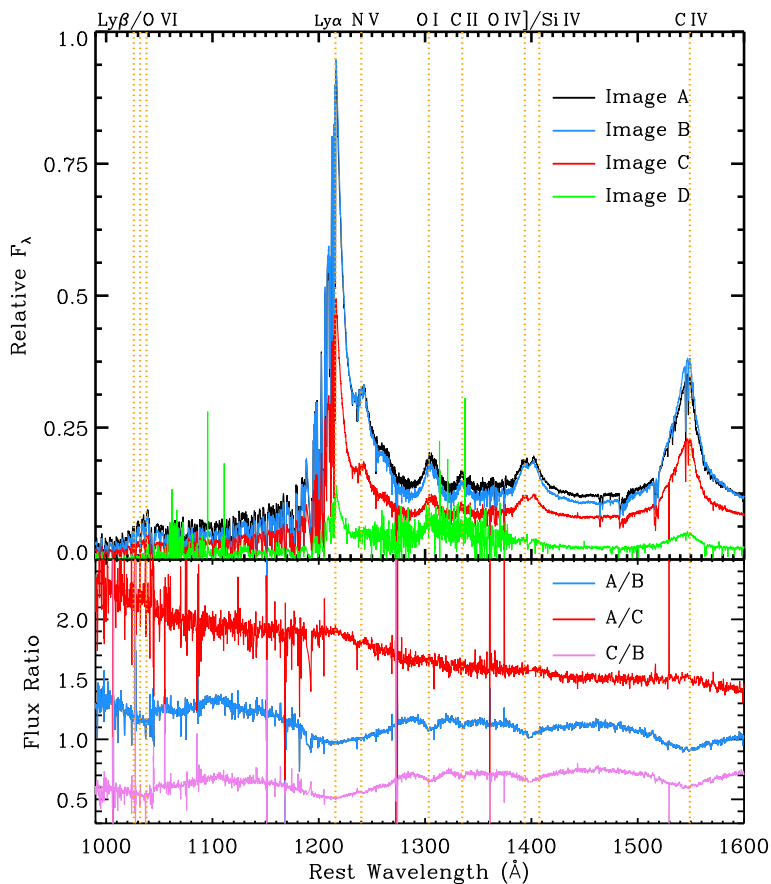 Lyβ/O VI Lyα N V O I C II O IV]/Si IV C IV
1.0
0.75
0.5
0.25
0.0
Relative Fλ
Image A
Image B
Image C
Image D
2.0
1.5
1.0
0.5
Flux Ratio
A/B
A/C
C/B
1000 1100 1200 1300 1400 1500 1600
Rest Wavelength (Å)